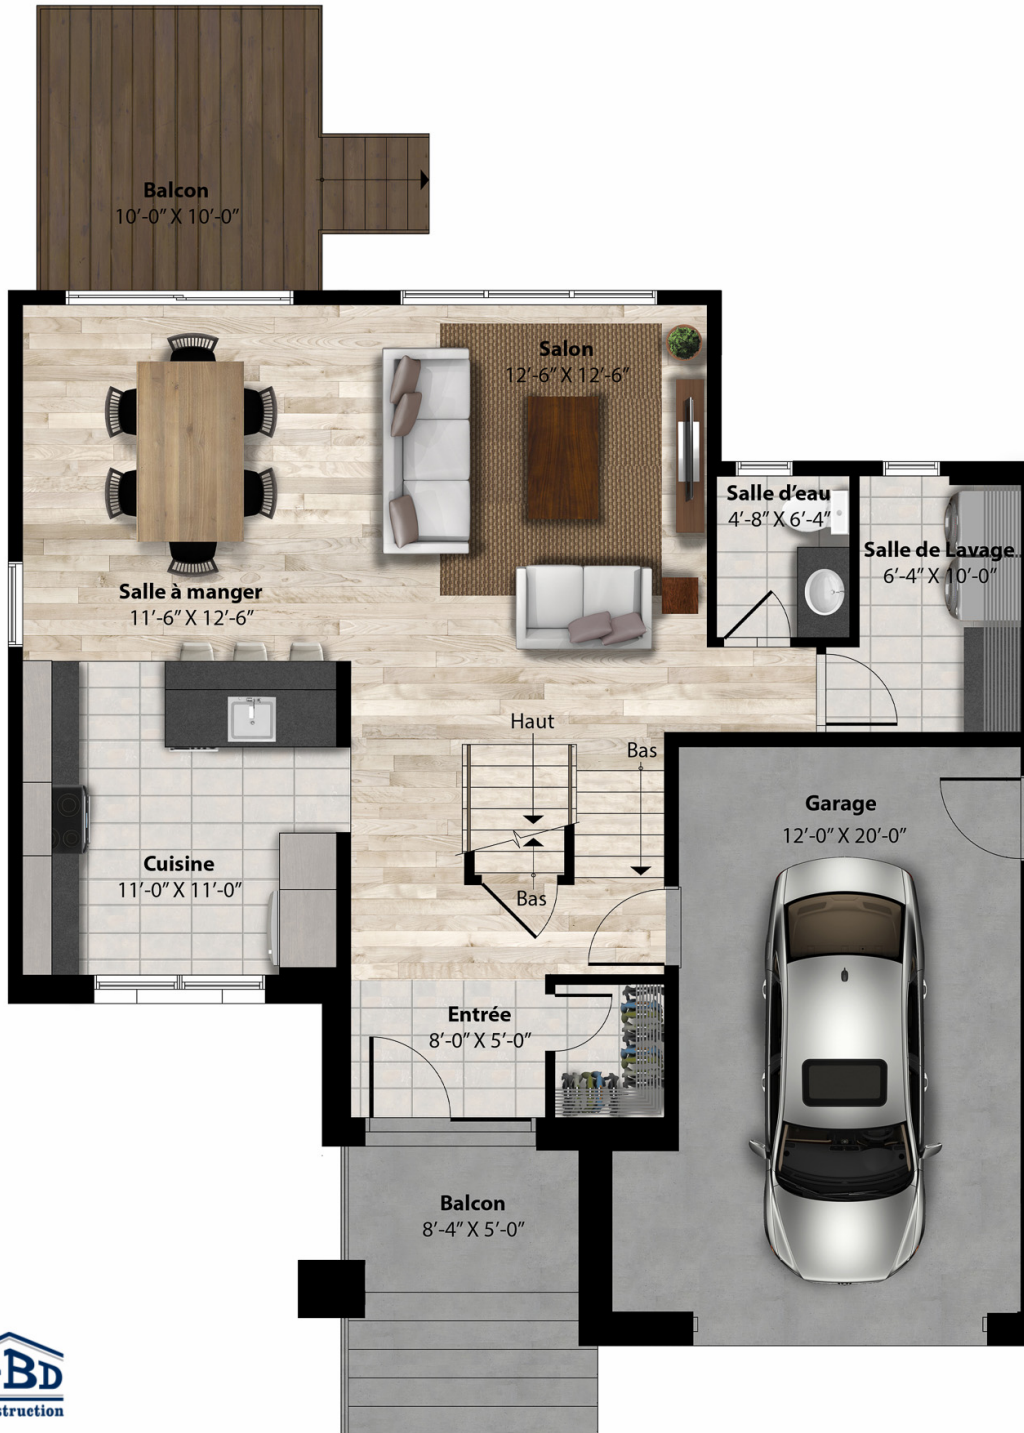 Balcon
10'-0" X 10'-0"
Salon
12'-6" X 12'-6"
Salle d'eau
4'-8" X 6'-4"
Salle de Lavage
6'-4" X 10'-0"
Salle à manger
11'-6" X 12'-6"
Haut
Bas
Garage
12'-0" X 20'-0"
Cuisine
11'-0" X 11'-0"
Bas
Entrée
8'-0" X 5'-0"
Balcon
8'-4" X 5'-0"
BD